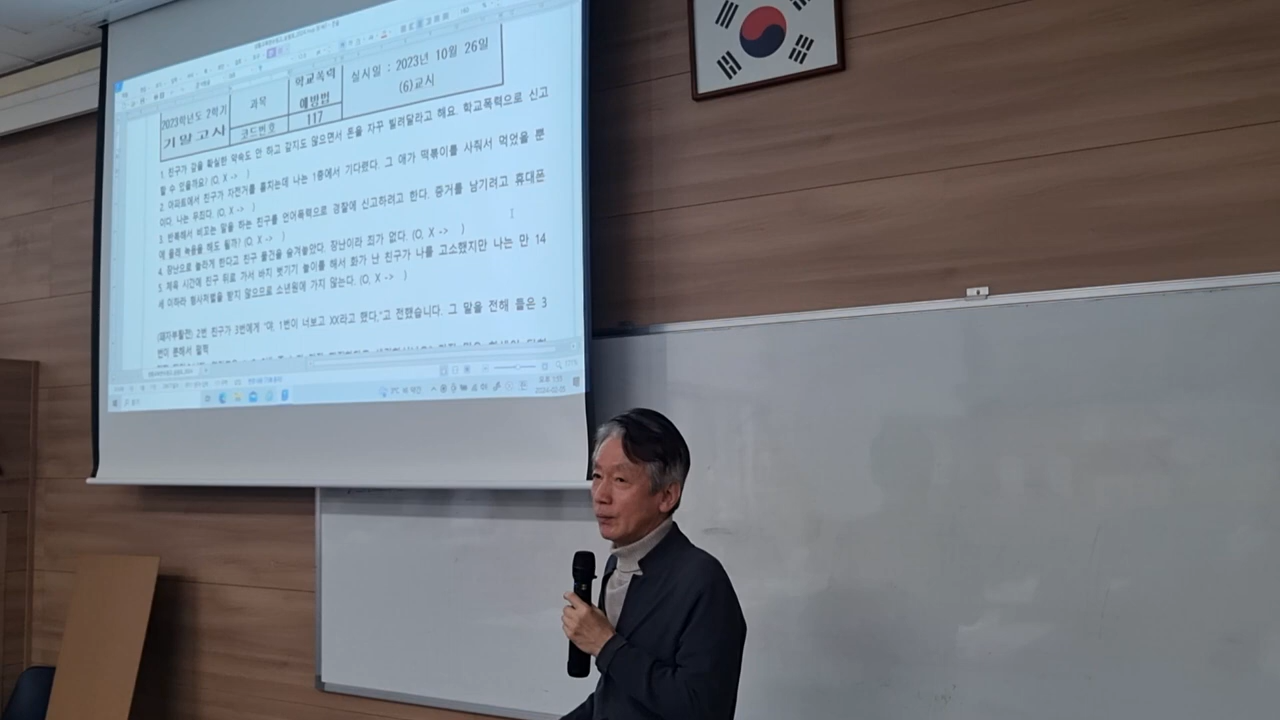 2023학년도 2학기
기말고사
과목
코드번호
학교폭력
예방법
117
실시일 : 2023년 10월 26일
(6)교시
1. 친구가 갚을 확실한 약속도 안 하고 갚지도 않으면서 돈을 자꾸 빌려달라고 해요. 학교폭력으로 신고
할 수 있을까요? (O, X -> )
2. 아파트에서 친구가 자전거를 훔치는데 나는 1층에서 기다렸다. 그 애가 떡볶이를 사줘서 먹었을 뿐
이다. 나는 무죄다. (O, X -> )
3. 반복해서 비꼬는 말을 하는 친구를 언어폭력으로 경찰에 신고하려고 한다. 증거를 남기려고 휴대폰
에 몰래 녹음을 해도 될까? (O, X -> )
4. 장난으로 놀라게 한다고 친구 물건을 숨겨놓았다. 장난이라 죄가 없다. (O, X -> )
5. 체육 시간에 친구 뒤로 가서 바지 벗기기 놀이를 해서 화가 난 친구가 나를 고소했지만 나는 만 14
세 이하라 형사처벌을 받지 않으므로 소년원에 가지 않는다. (O, X -> )
(패자부활전) 2번 친구가 3번에게 "야, 1번이 너보고 XX라고 했다."고 전했습니다. 그 말을 전해 들은 3
번이 분해서 펄쩍